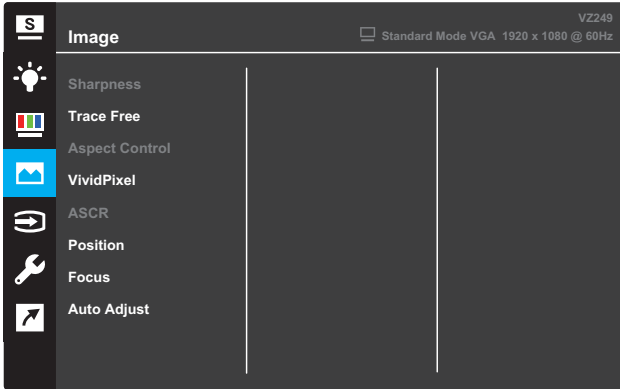 VZ249
S
Image
Standard Mode VGA 1920 x 1080 @ 60Hz
Sharpness
Trace Free
Aspect Control
VividPixel
ASCR
Position
Focus
Auto Adjust